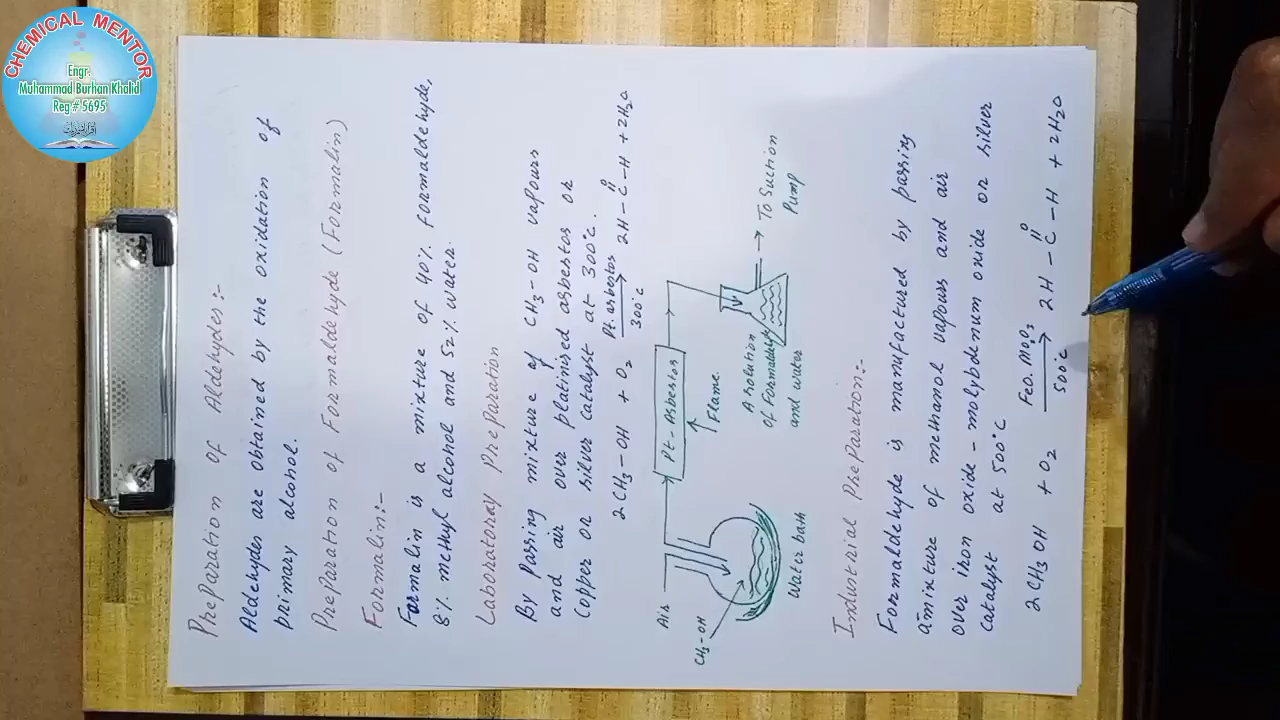 CHEMICAL MENTOR
Engr.
Muhammad Burhan Khalid
Reg # 5695
Preparation of Aldehydes:-
Aldehydes are obtained by the oxidation of
primary alcohol.
Preparation of Formaldehyde (Formalin)
Formalin:-
Formalin is a mixture of 40% formaldehyde,
8% methyl alcohol and 52% water.
Laboratoray Preparation
By passing mixture of CH3-OH vapours
and air over platinised asbestos or
Copper or silver catalyst at 300°C.
2CH3-OH + O2 Pt. asbestos 300°C 2H-C-H + 2H2O
O
Air
CH3-OH
Pt-Asbestos
Flame.
Water bath
A solution
of Formaldehyde
and water
To Suction
Pump
Industrial Preparation:-
Formaldehyde is manufactured by passing
amixture of methanol vapours and air
over iron oxide-molybdenum oxide or silver
catalyst at 500°C
2CH3OH + O2 FeO.MoO3 500°C 2H-C-H + 2H2O
O